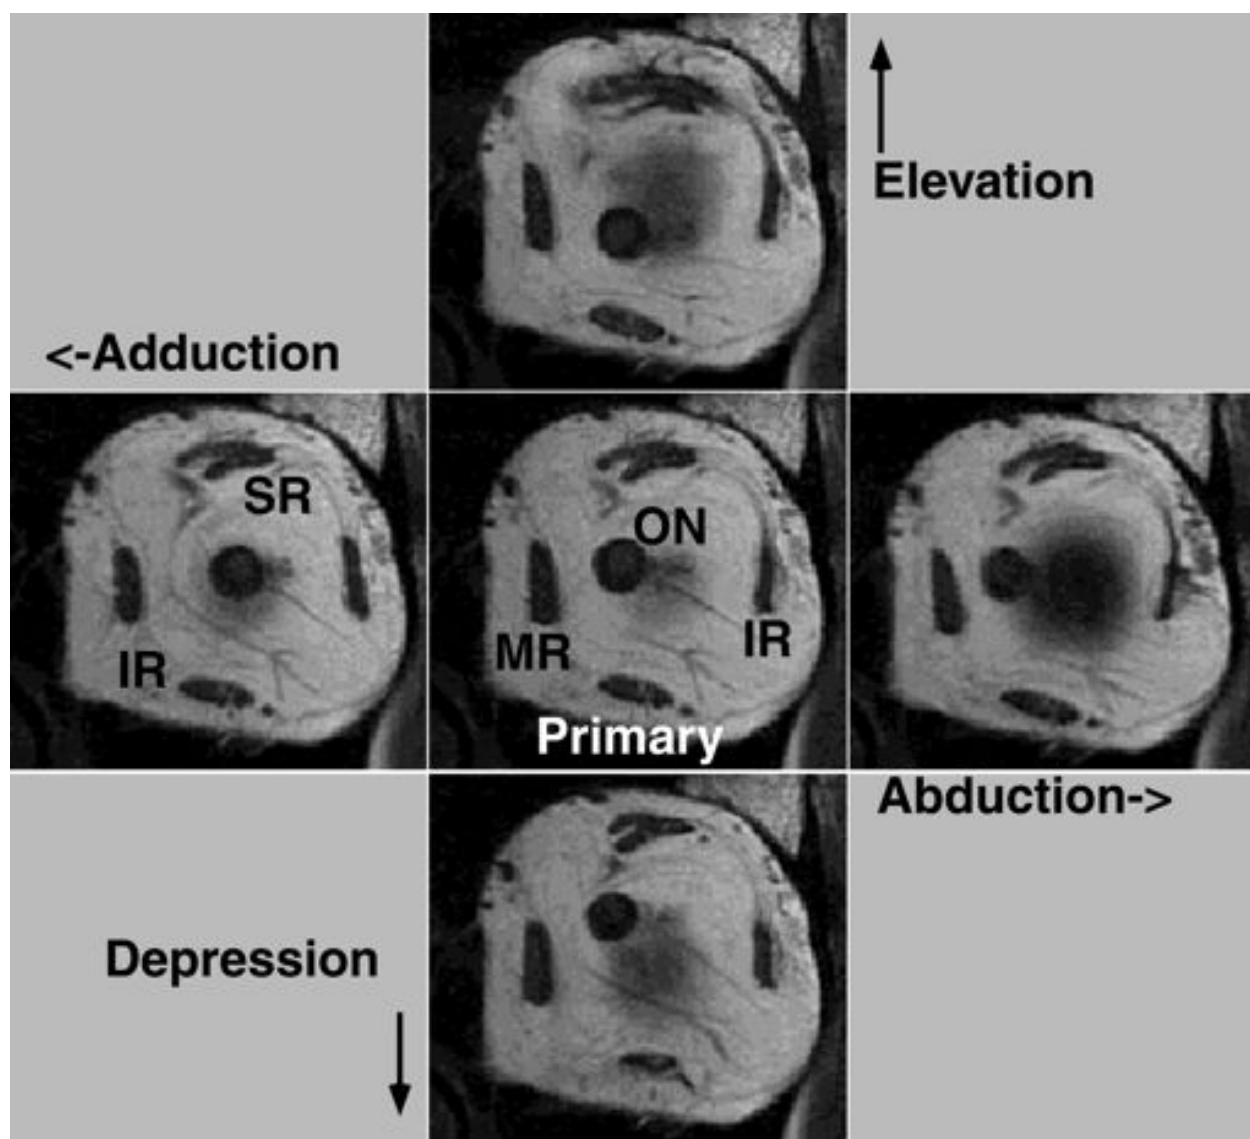 Elevation
<-Adduction
SR
ON
IR
MR
IR
Primary
Abduction->
Depression